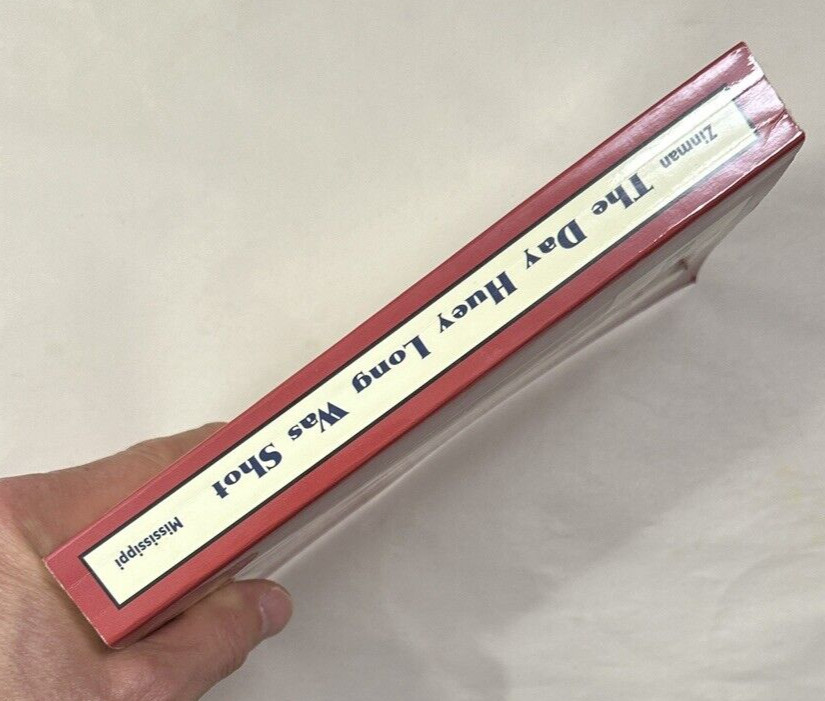 Zinman
The Day Huey Long Was Shot
Mississippi